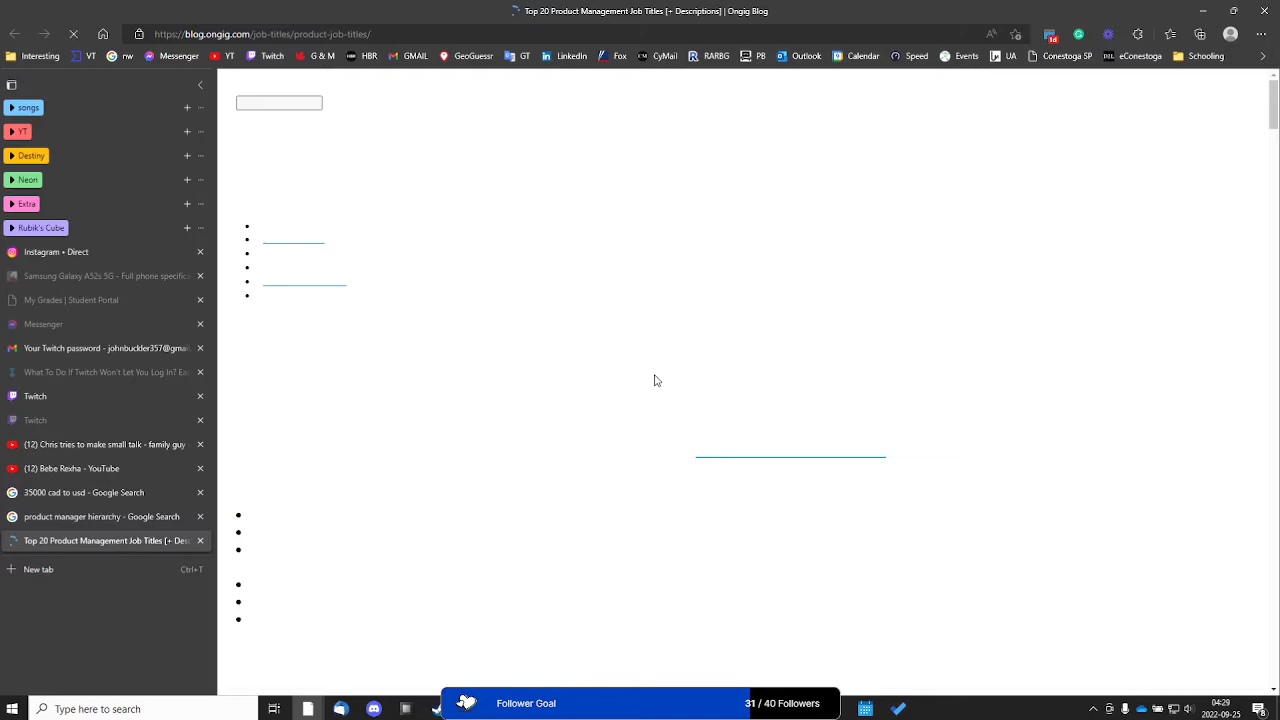 Top 20 Product Management Job Titles [+ Descriptions] | Ongig Blog
https://blog.ongig.com/job-titles/product-job-titles/
Interesting VT nw Messenger YT Twitch G & M HBR GMAIL GeoGuessr GT LinkedIn Fox CyMail RARBG PB Outlook Calendar Speed Events UA Conestoga SP eConestoga Schooling
songs
YT
Destiny
Neon
Extra
Rubik's Cube
Instagram • Direct
Samsung Galaxy A52s 5G - Full phone specific
My Grades | Student Portal
Messenger
Your Twitch password - johnbuckler357@gmai
What To Do If Twitch Won't Let You Log In? Ea
Twitch
Twitch
(12) Chris tries to make small talk - family guy
(12) Bebe Rexha - YouTube
35000 cad to usd - Google Search
product manager hierarchy - Google Search
Top 20 Product Management Job Titles [+ Desc
New tab Ctrl+T
Follower Goal 31 / 40 Followers
Type here to search
04:29
2022-09-25